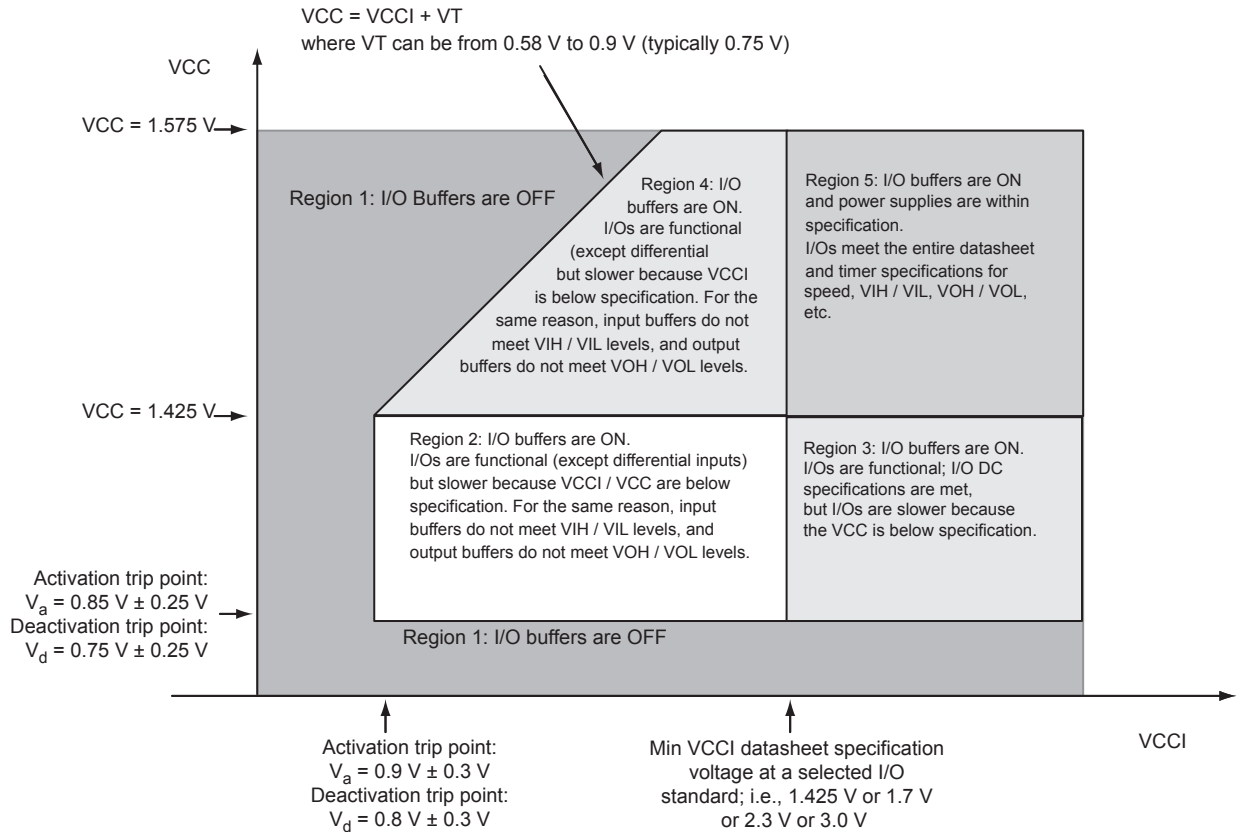 VCC = VCCI + VT
where VT can be from 0.58 V to 0.9 V (typically 0.75 V)
VCC
VCC = 1.575 V
Region 1: I/O Buffers are OFF
Region 4: I/O
buffers are ON.
I/Os are functional
(except differential
but slower because VCCI
is below specification. For the
same reason, input buffers do not
meet VIH / VIL levels, and output
buffers do not meet VOH / VOL levels.
Region 5: I/O buffers are ON
and power supplies are within
specification.
I/Os meet the entire datasheet
and timer specifications for
speed, VIH / VIL, VOH / VOL,
etc.
VCC = 1.425 V
Region 2: I/O buffers are ON.
I/Os are functional (except differential inputs)
but slower because VCCI / VCC are below
specification. For the same reason, input
buffers do not meet VIH / VIL levels, and
output buffers do not meet VOH / VOL levels.
Region 3: I/O buffers are ON.
I/Os are functional; I/O DC
specifications are met,
but I/Os are slower because
the VCC is below specification.
Activation trip point:
Va = 0.85 V ± 0.25 V
Deactivation trip point:
Vd = 0.75 V ± 0.25 V
Region 1: I/O buffers are OFF
Activation trip point:
Va = 0.9 V ± 0.3 V
Deactivation trip point:
Vd = 0.8 V ± 0.3 V
Min VCCI datasheet specification
voltage at a selected I/O
standard; i.e., 1.425 V or 1.7 V
or 2.3 V or 3.0 V
VCCI